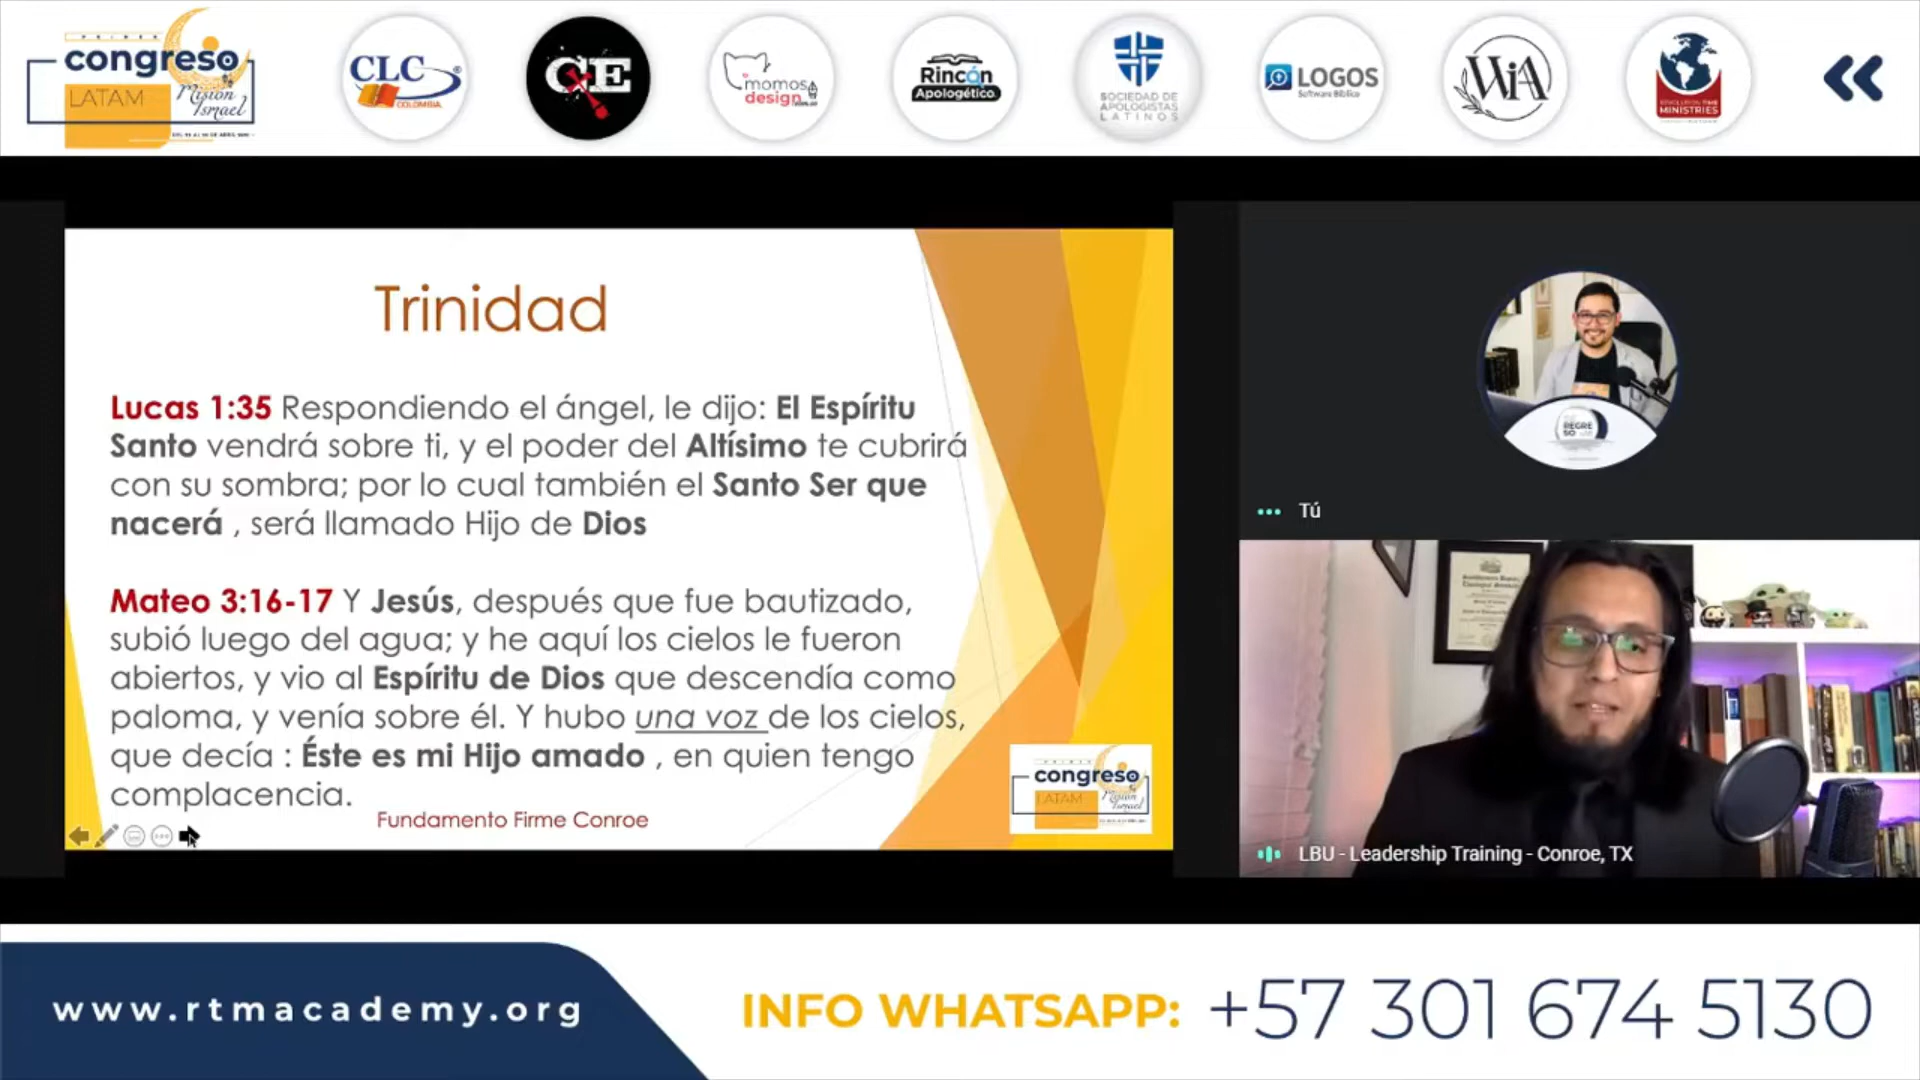 PRIMER
congreso
LATAM
Misión
Israel
CLC
COLOMBIA
CE
momos
design
Rincón
Apologético
SOCIEDAD DE
APOLOGISTAS
LATINOS
LOGOS
Software Bíblico
WiA
MINISTRIES
Trinidad
Lucas 1:35 Respondiendo el ángel, le dijo: El Espíritu
Santo vendrá sobre ti, y el poder del Altísimo te cubrirá
con su sombra; por lo cual también el Santo Ser que
nacerá , será llamado Hijo de Dios
Mateo 3:16-17 Y Jesús, después que fue bautizado,
subió luego del agua; y he aquí los cielos le fueron
abiertos, y vio al Espíritu de Dios que descendía como
paloma, y venía sobre él. Y hubo una voz de los cielos,
que decía : Éste es mi Hijo amado , en quien tengo
complacencia.
Fundamento Firme Conroe
congreso
LATAM
Misión
Israel
REGRE
SO
Tú
LBU - Leadership Training - Conroe, TX
www.rtmacademy.org
INFO WHATSAPP: +57 301 674 5130